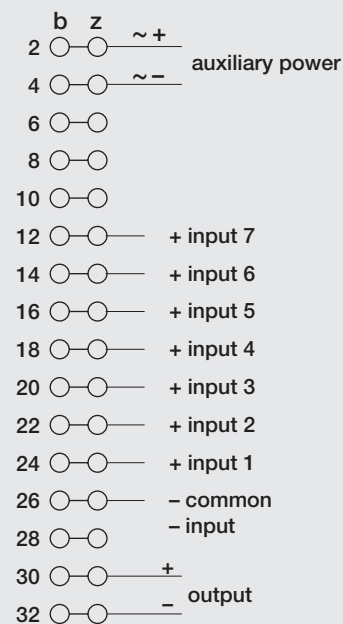 b z
2 ~ +
auxiliary power
4 ~ –
6
8
10
12 + input 7
14 + input 6
16 + input 5
18 + input 4
20 + input 3
22 + input 2
24 + input 1
26 – common
– input
28
30 +
output
32 –